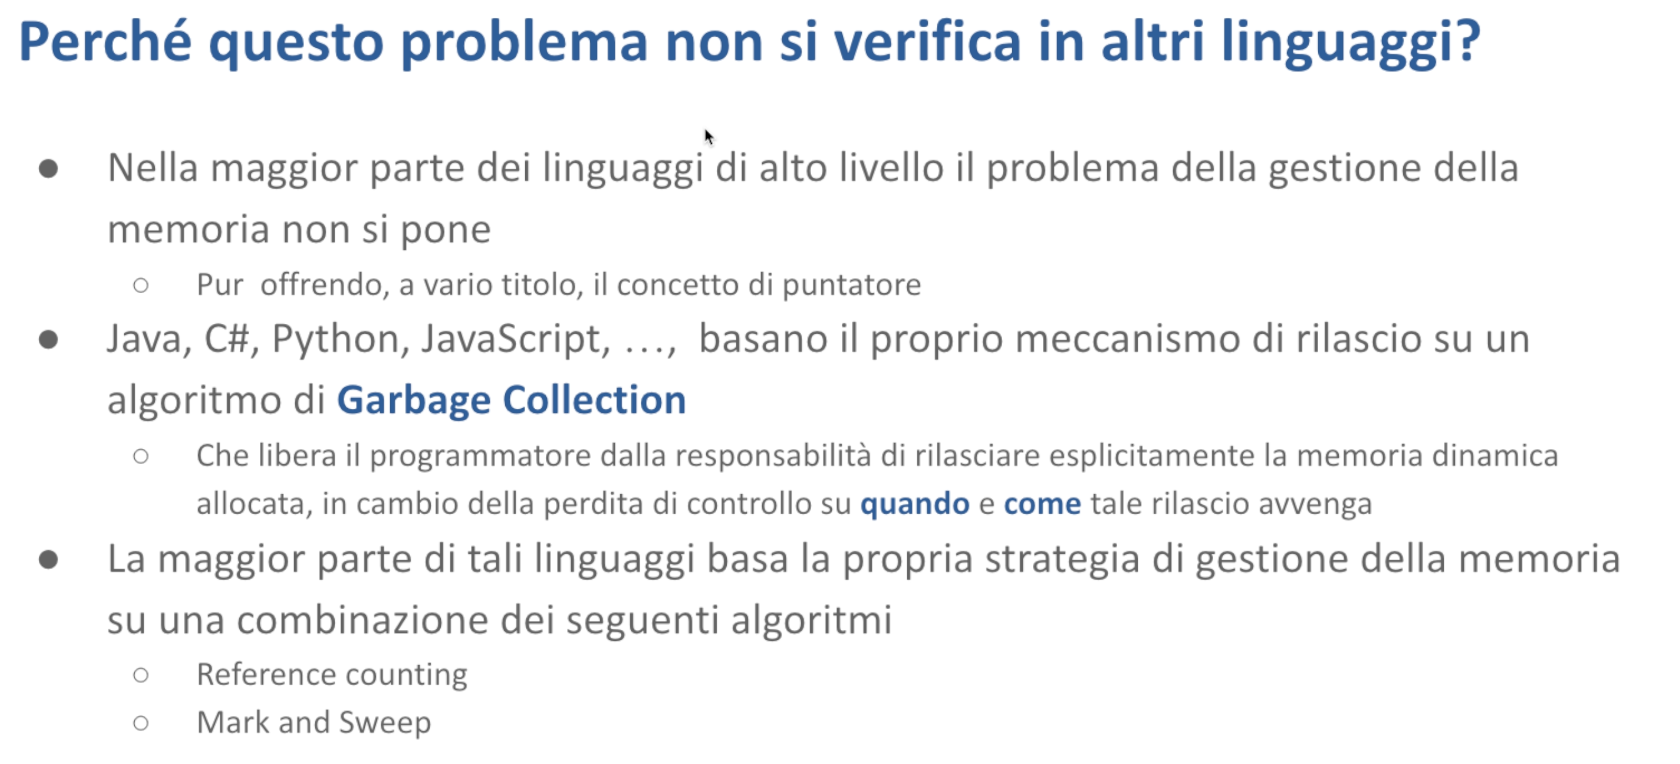 Perché questo problema non si verifica in altri linguaggi?
● Nella maggior parte dei linguaggi di alto livello il problema della gestione della
memoria non si pone
○ Pur offrendo, a vario titolo, il concetto di puntatore
● Java, C#, Python, JavaScript, …, basano il proprio meccanismo di rilascio su un
algoritmo di Garbage Collection
○ Che libera il programmatore dalla responsabilità di rilasciare esplicitamente la memoria dinamica
allocata, in cambio della perdita di controllo su quando e come tale rilascio avvenga
● La maggior parte di tali linguaggi basa la propria strategia di gestione della memoria
su una combinazione dei seguenti algoritmi
○ Reference counting
○ Mark and Sweep